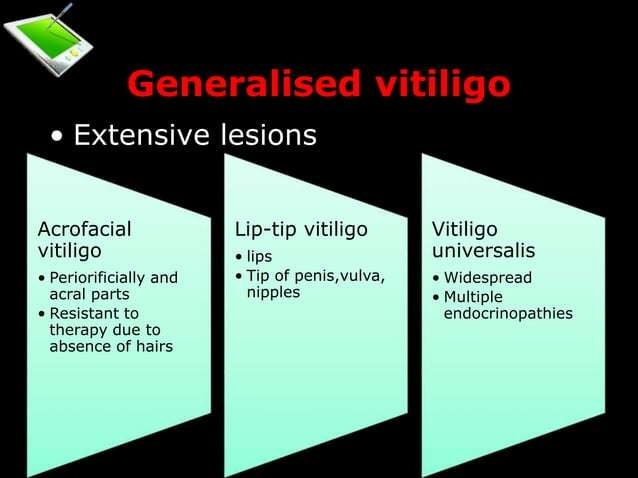 Generalised vitiligo
• Extensive lesions
Acrofacial
vitiligo
• Periorificially and
acral parts
• Resistant to
therapy due to
absence of hairs
Lip-tip vitiligo
• lips
• Tip of penis,vulva,
nipples
Vitiligo
universalis
• Widespread
• Multiple
endocrinopathies